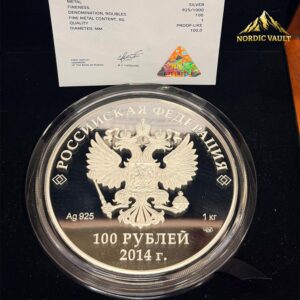 METAL SILVER
FINENESS 925/1000
DENOMINATION, ROUBLES 100
FINE METAL CONTENT, KG 1
QUALITY PROOF-LIKE
DIAMETER, MM 100.0
NORDIC VAULT
РОССИЙСКАЯ ФЕДЕРАЦИЯ
Ag 925
1 кг
100 РУБЛЕЙ
2014 г.